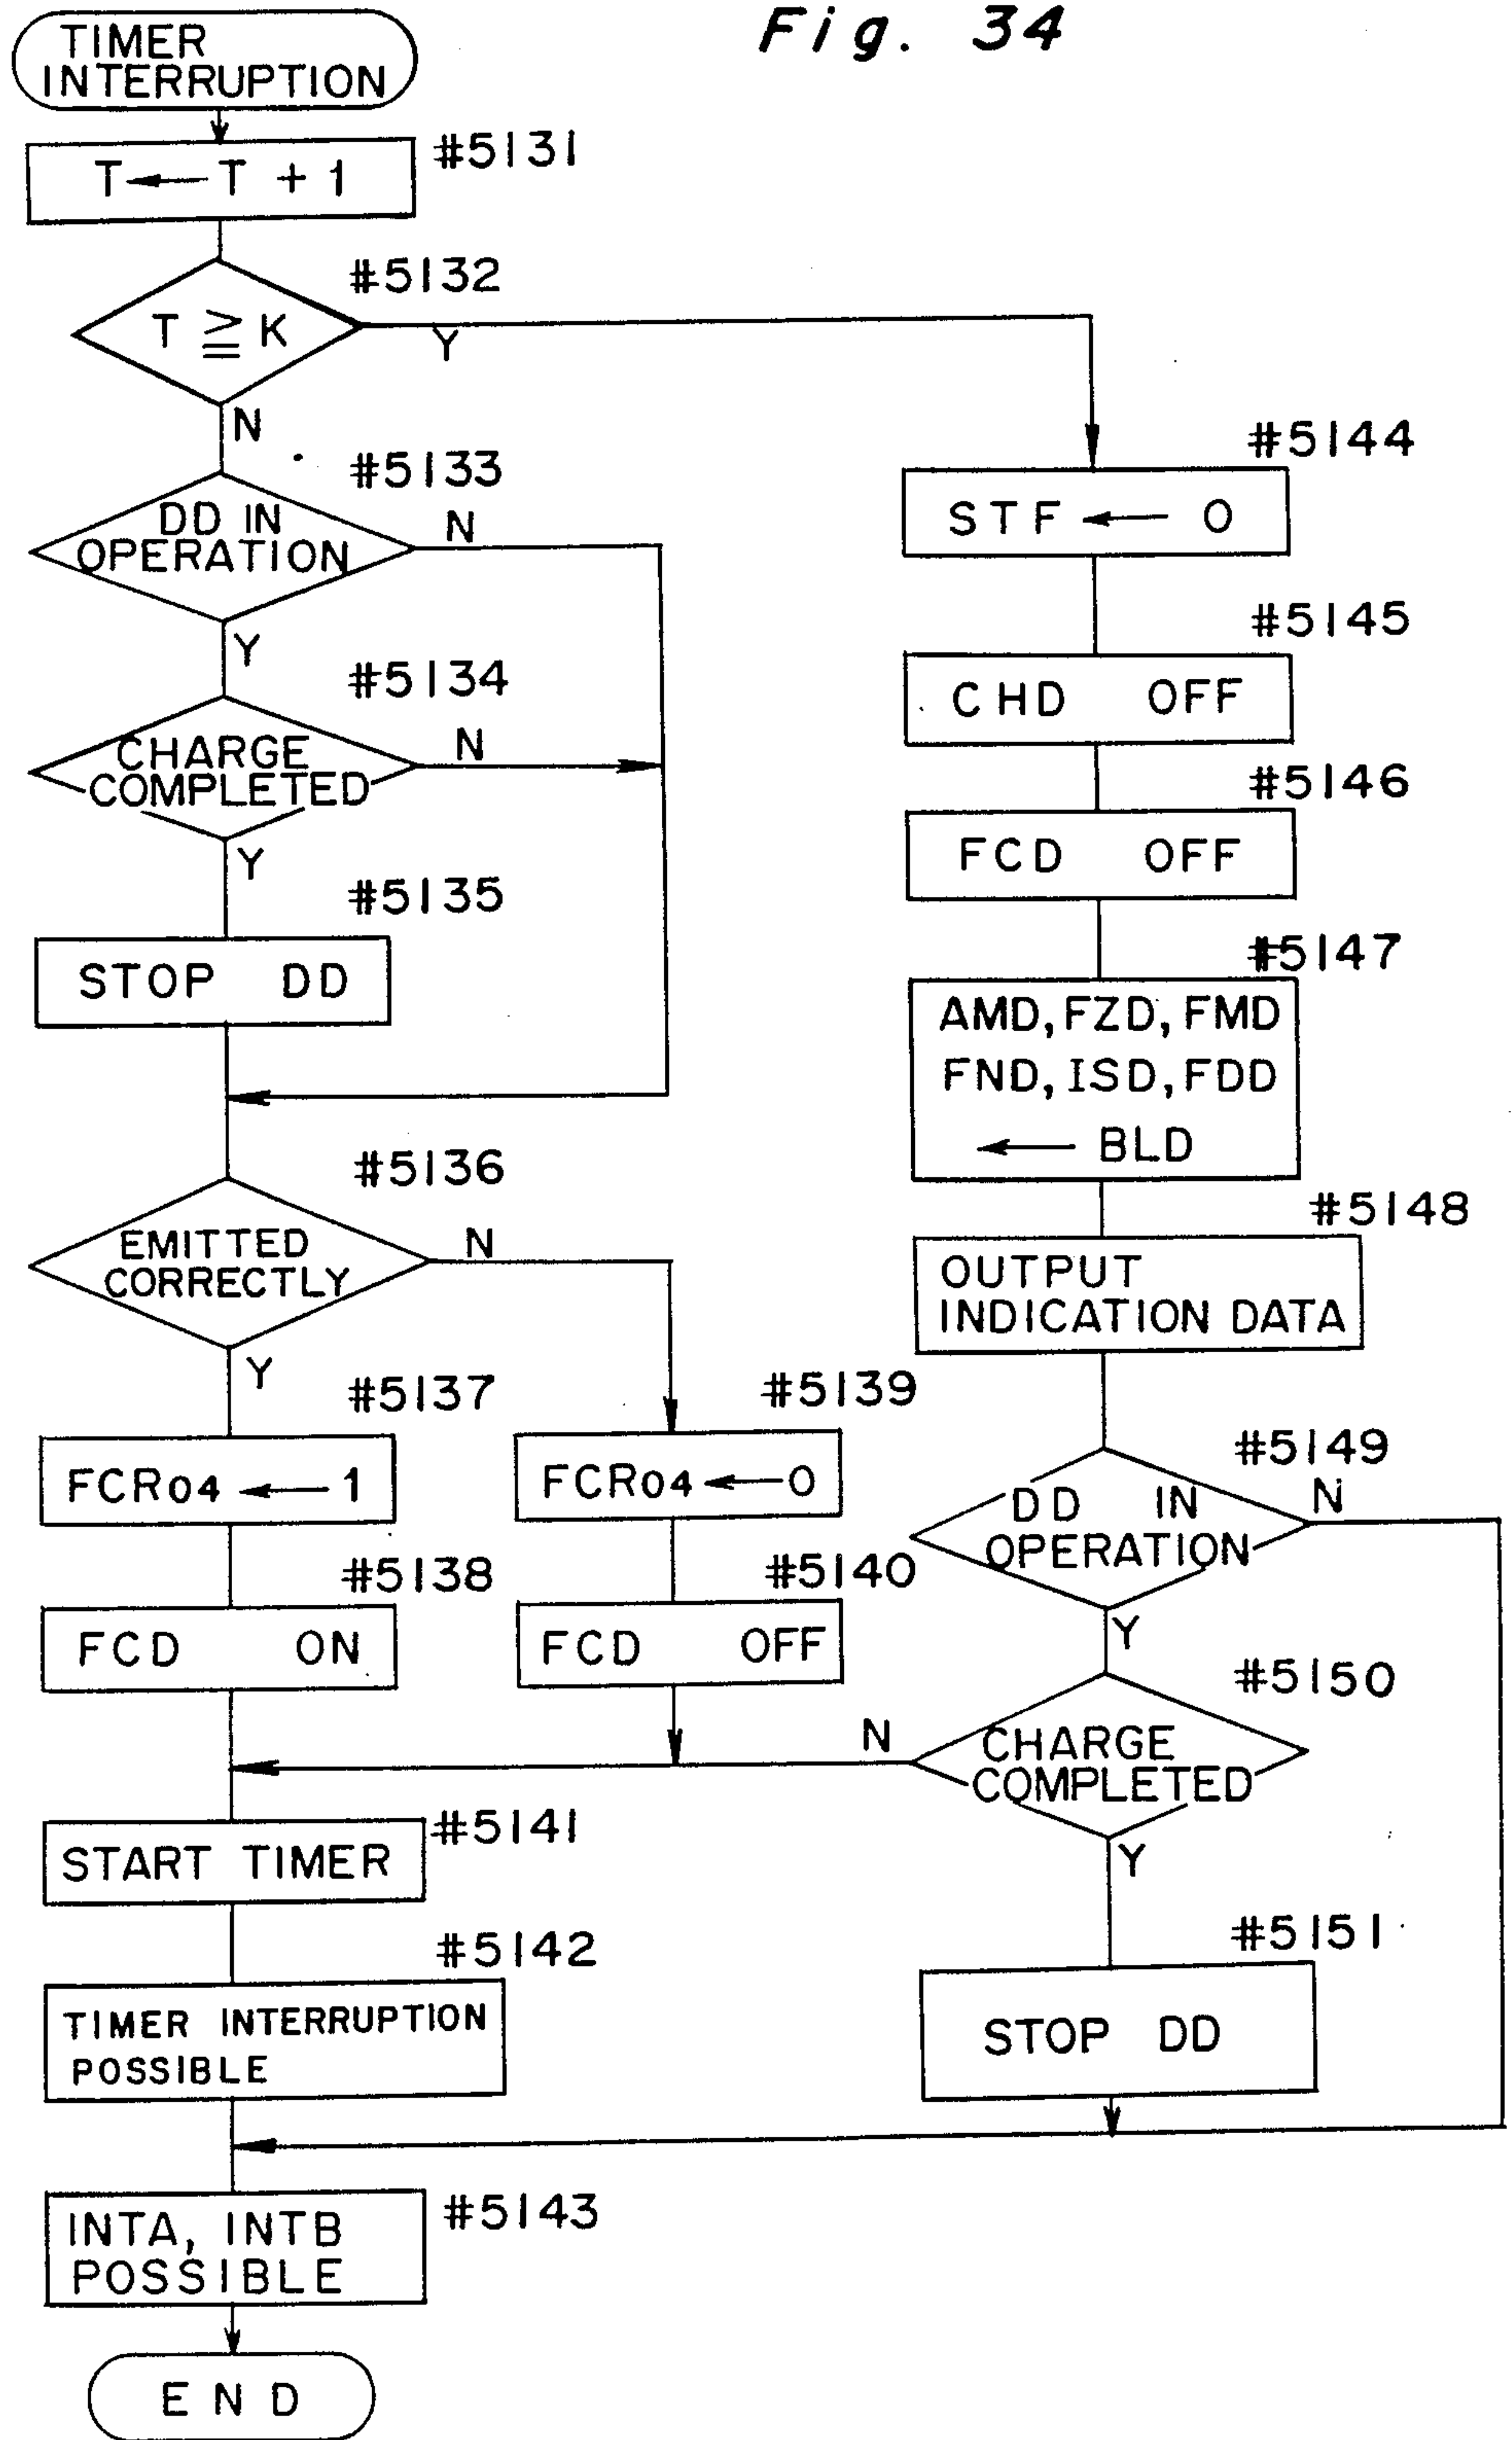 Fig. 34
TIMER
INTERRUPTION
#5131
T ← T + 1
#5132
T ≧ K
Y
N
#5133
DD IN
OPERATION
N
Y
#5134
CHARGE
COMPLETED
N
Y
#5135
STOP DD
#5136
EMITTED
CORRECTLY
N
Y
#5137
FCR04 ← 1
#5138
FCD ON
#5139
FCR04 ← 0
#5140
FCD OFF
#5141
START TIMER
#5142
TIMER INTERRUPTION
POSSIBLE
#5143
INTA, INTB
POSSIBLE
END
#5144
STF ← 0
#5145
CHD OFF
#5146
FCD OFF
#5147
AMD, FZD, FMD
FND, ISD, FDD
← BLD
#5148
OUTPUT
INDICATION DATA
#5149
DD IN
OPERATION
N
Y
#5150
CHARGE
COMPLETED
N
Y
#5151
STOP DD